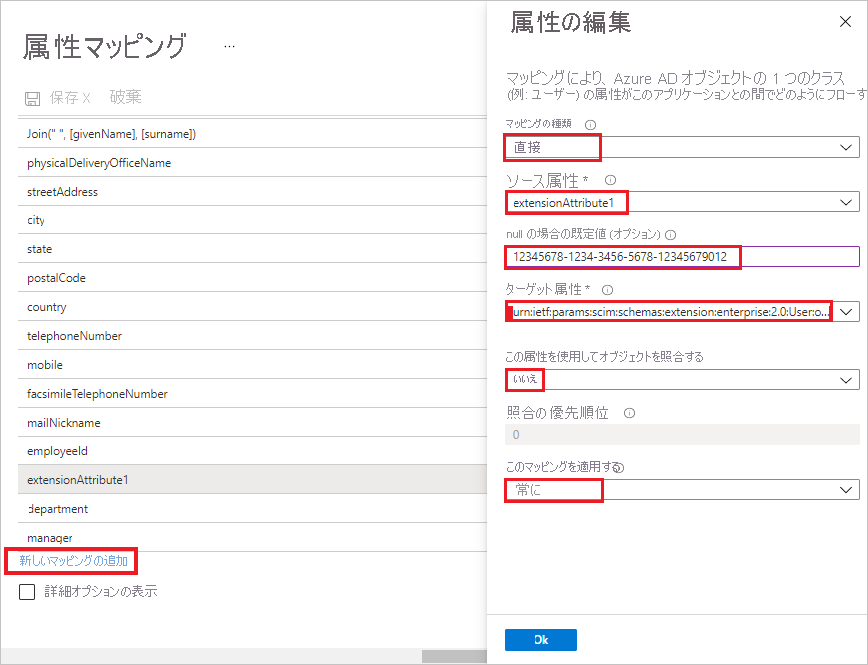 属性マッピング ...
保存 X 破棄
Join(" ", [givenName], [surname])
physicalDeliveryOfficeName
streetAddress
city
state
postalCode
country
telephoneNumber
mobile
facsimileTelephoneNumber
mailNickname
employeeId
extensionAttribute1
department
manager
新しいマッピングの追加
詳細オプションの表示
属性の編集
マッピングにより、Azure AD オブジェクトの 1 つのクラス
(例: ユーザー) の属性がこのアプリケーションとの間でどのようにフローす
マッピングの種類
直接
ソース属性 *
extensionAttribute1
null の場合の既定値 (オプション)
12345678-1234-3456-5678-12345679012
ターゲット属性 *
urn:ietf:params:scim:schemas:extension:enterprise:2.0:User:o...
この属性を使用してオブジェクトを照合する
いいえ
照合の優先順位
0
このマッピングを適用する
常に
Ok